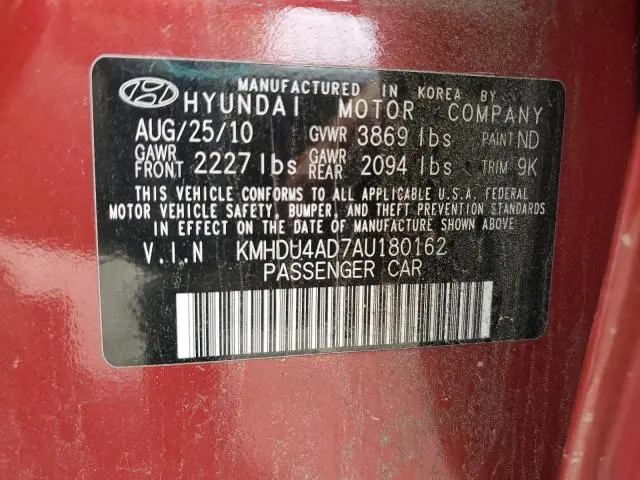 MANUFACTURED IN KOREA BY
HYUNDAI MOTOR COMPANY
AUG/25/10 GVWR 3869 lbs PAINT ND
GAWR FRONT 2227 lbs GAWR REAR 2094 lbs TRIM 9K
THIS VEHICLE CONFORMS TO ALL APPLICABLE U.S.A. FEDERAL
MOTOR VEHICLE SAFETY, BUMPER, AND THEFT PREVENTION STANDARDS
IN EFFECT ON THE DATE OF MANUFACTURE SHOWN ABOVE.
V.I.N KMHDU4AD7AU180162
PASSENGER CAR